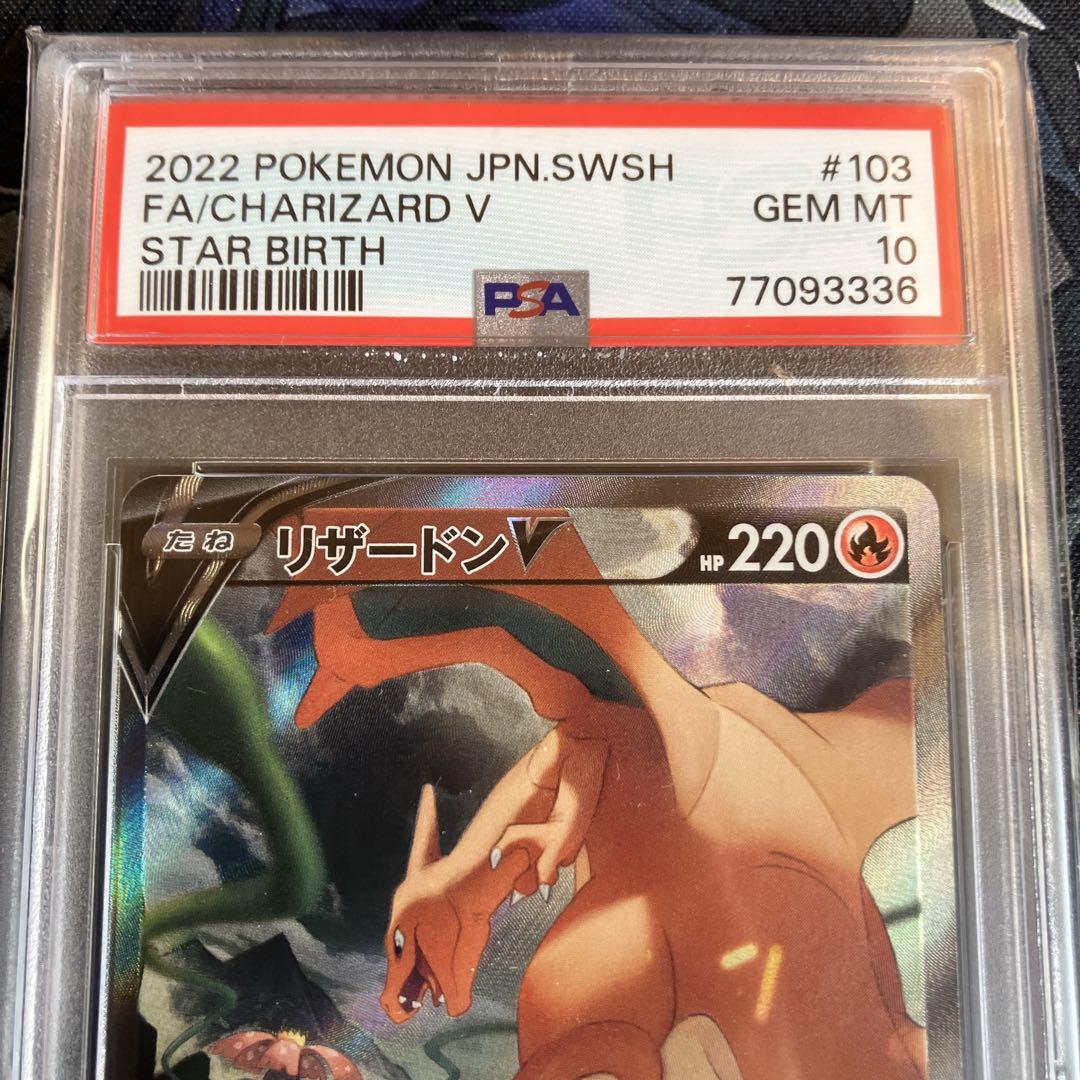 2022 POKEMON JPN.SWSH #103
FA/CHARIZARD V GEM MT
STAR BIRTH 10
PSA 77093336
たね リザードンV HP 220